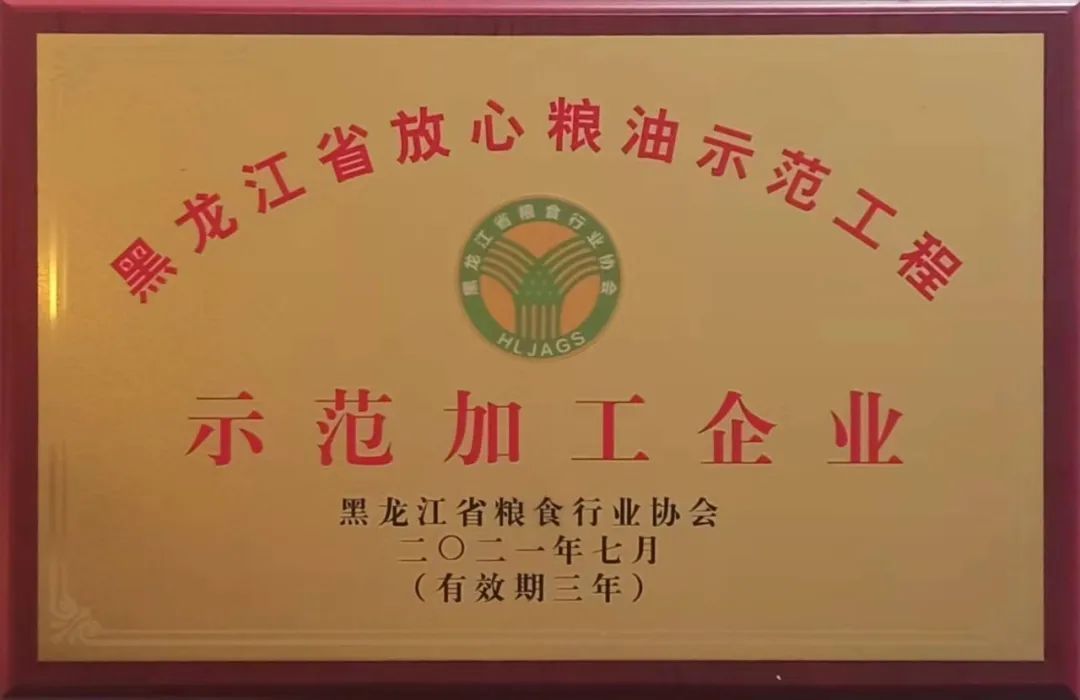 黑龙江省放心粮油示范工程
黑龙江省粮食行业协会
HLJAGS
示范加工企业
黑龙江省粮食行业协会
二〇二一年七月
（有效期三年）